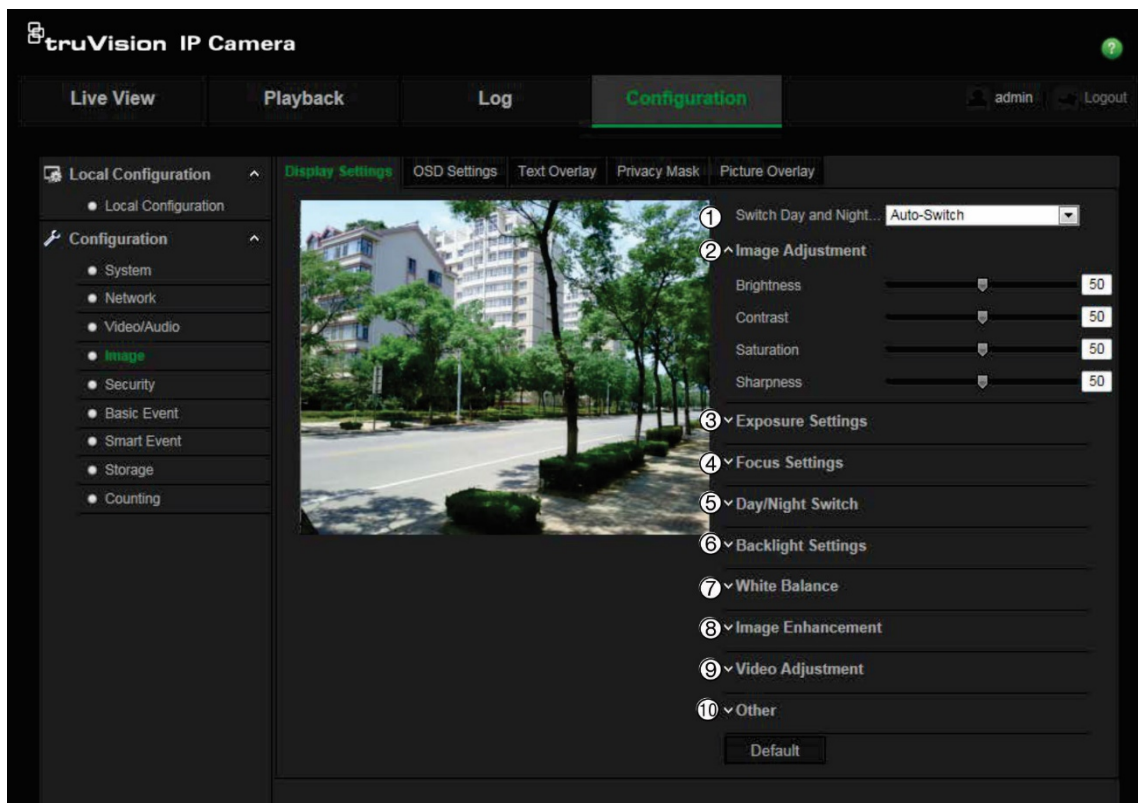 truVision IP Camera
?
Live View
Playback
Log
Configuration
admin
Logout
Local Configuration
Local Configuration
Configuration
System
Network
Video/Audio
Image
Security
Basic Event
Smart Event
Storage
Counting
Display Settings
OSD Settings
Text Overlay
Privacy Mask
Picture Overlay
1 Switch Day and Night... Auto-Switch
2 Image Adjustment
Brightness 50
Contrast 50
Saturation 50
Sharpness 50
3 Exposure Settings
4 Focus Settings
5 Day/Night Switch
6 Backlight Settings
7 White Balance
8 Image Enhancement
9 Video Adjustment
10 Other
Default